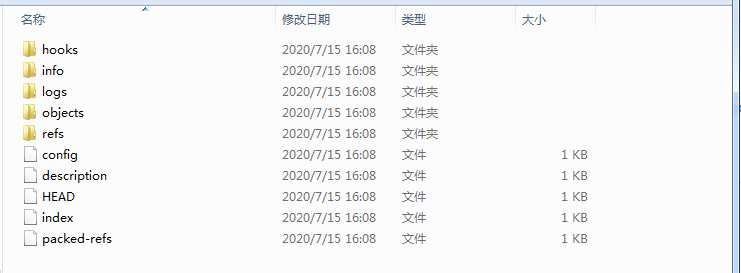 名称 修改日期 类型 大小
hooks 2020/7/15 16:08 文件夹
info 2020/7/15 16:08 文件夹
logs 2020/7/15 16:08 文件夹
objects 2020/7/15 16:08 文件夹
refs 2020/7/15 16:08 文件夹
config 2020/7/15 16:08 文件 1 KB
description 2020/7/15 16:08 文件 1 KB
HEAD 2020/7/15 16:08 文件 1 KB
index 2020/7/15 16:08 文件 1 KB
packed-refs 2020/7/15 16:08 文件 1 KB